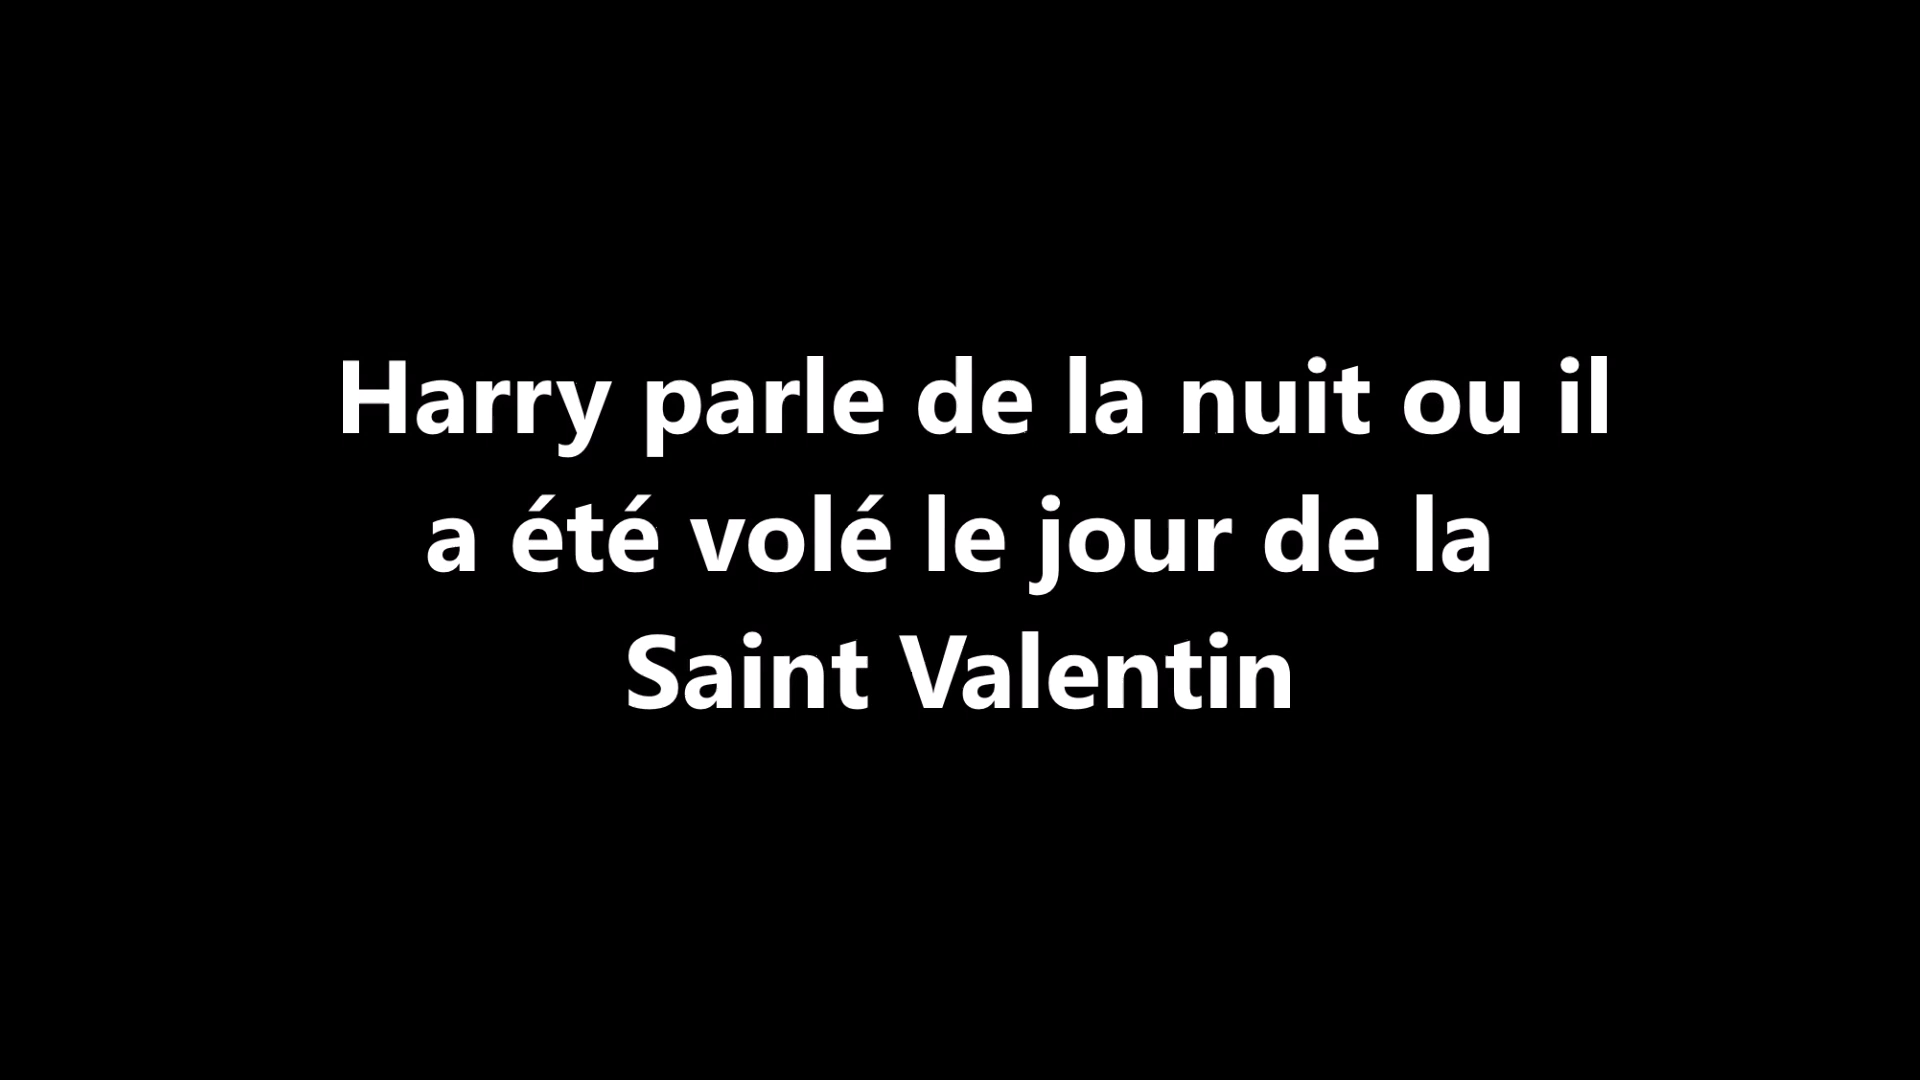 Harry parle de la nuit ou il
a été volé le jour de la
Saint Valentin